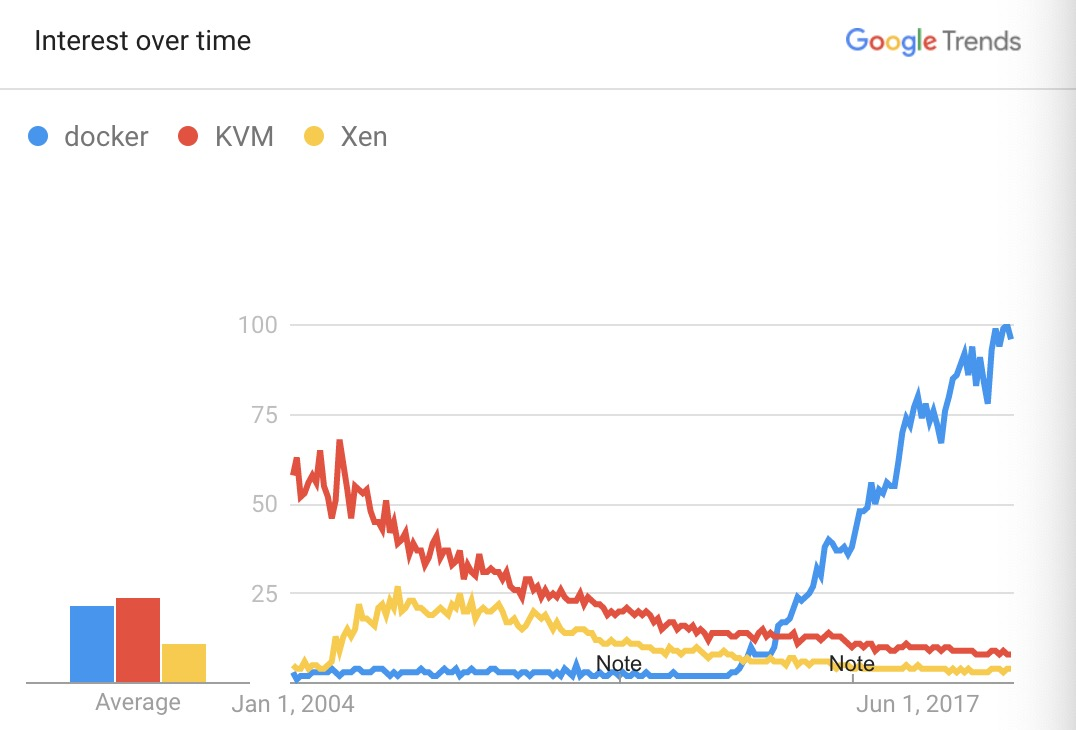 Interest over time
Google Trends
docker KVM Xen
100
75
50
25
Note Note
Average
Jan 1, 2004 Jun 1, 2017